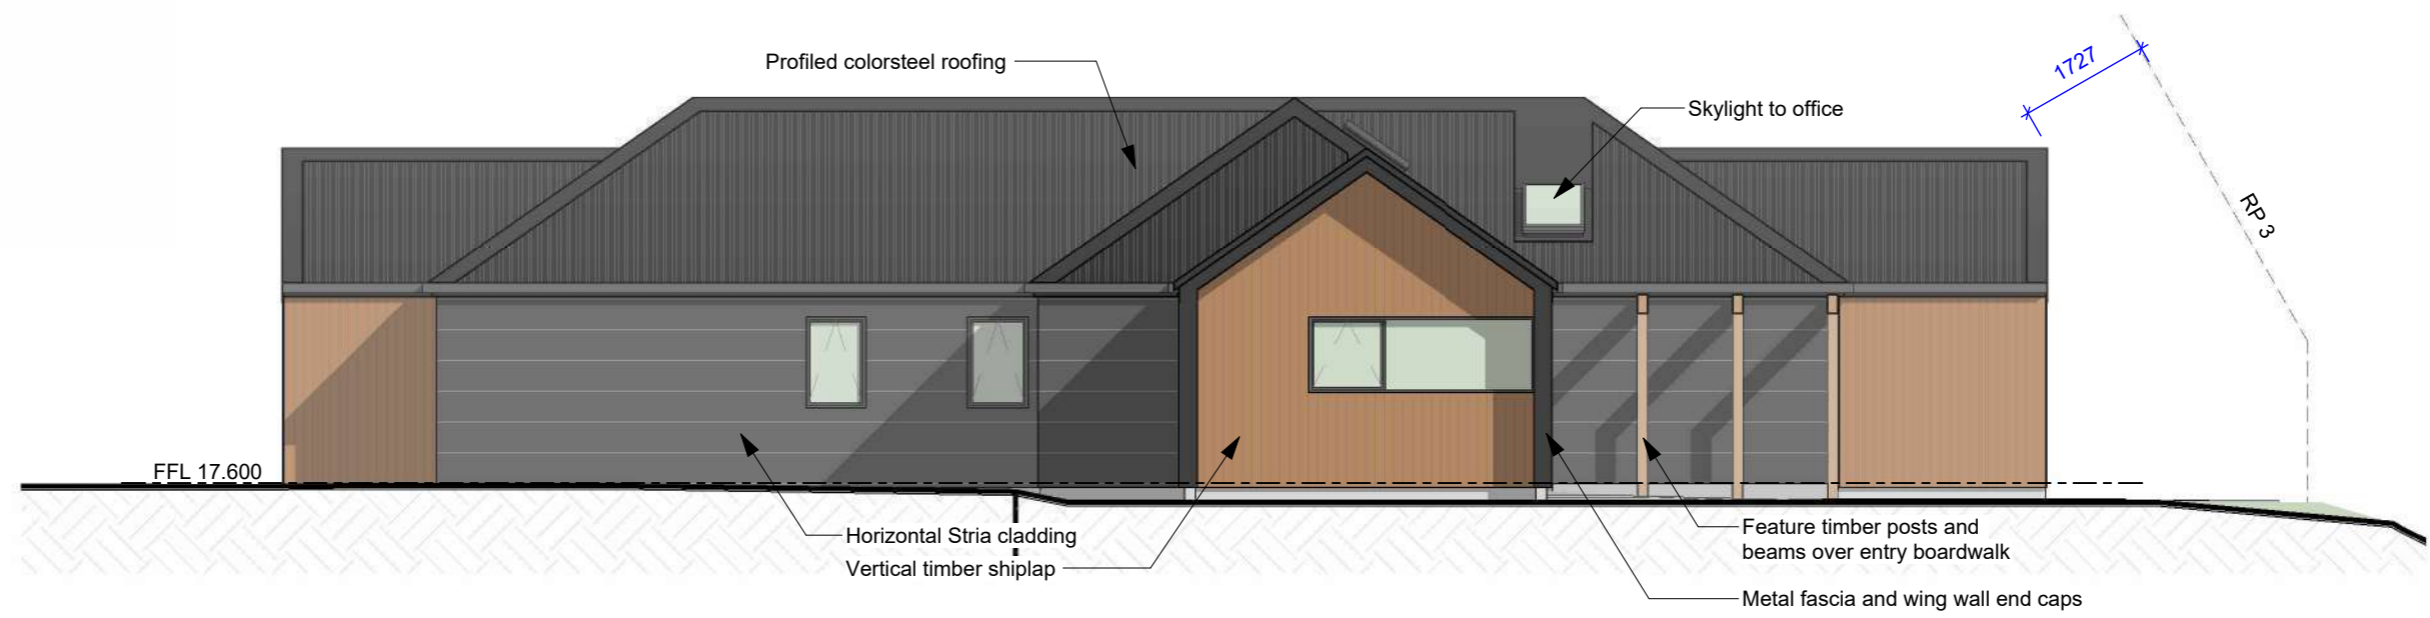 Profiled colorsteel roofing
1727
Skylight to office
RP 3
FFL 17.600
Horizontal Stria cladding
Vertical timber shiplap
Feature timber posts and
beams over entry boardwalk
Metal fascia and wing wall end caps